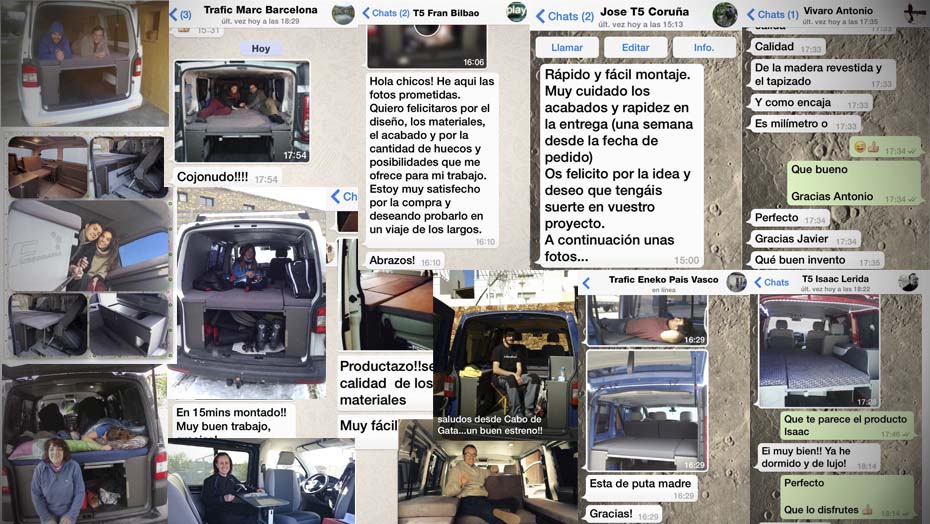 (3)
Trafic Marc Barcelona
últ. vez hoy a las 18:29
15:31
Hoy
17:54
Cojonudo!!!! 17:54
En 15mins montado!!
Muy buen trabajo,
Chats (2)
T5 Fran Bilbao
play
16:06
Hola chicos! He aqui las
fotos prometidas.
Quiero felicitaros por el
diseño, los materiales,
el acabado y por la
cantidad de huecos y
posibilidades que me
ofrece para mi trabajo.
Estoy muy satisfecho
por la compra y
deseando probarlo en
un viaje de los largos.
16:10
Abrazos! 16:10
Ch
Productazo!!se
calidad de los
materiales
Muy fácil
saludos desde Cabo de
Gata...un buen estreno!!
Chats (2)
Jose T5 Coruña
últ. vez hoy a las 15:13
Llamar
Editar
Info.
Rápido y fácil montaje.
Muy cuidado los
acabados y rapidez en
la entrega (una semana
desde la fecha de
pedido)
Os felicito por la idea y
deseo que tengáis
suerte en vuestro
proyecto.
A continuación unas
fotos...
15:00
Chats (1)
Vivaro Antonio
últ. vez hoy a las 17:35
17:33
Calidad 17:33
De la madera revestida y
el tapizado 17:33
Y como encaja 17:33
Es milímetro o 17:33
17:34
Que bueno
Gracias Antonio
17:34
Perfecto 17:34
Gracias Javier 17:34
Qué buen invento 17:35
Trafic Eneko Pais Vasco
en línea
16:29
16:29
Esta de puta madre
16:29
Gracias! 16:29
Chats
T5 Isaac Lerida
últ. vez hoy a las 18:22
Que te parece el producto
Isaac
17:46
Ei muy bien!! Ya he
dormido y de lujo! 18:14
Perfecto
Que lo disfrutes 18:14